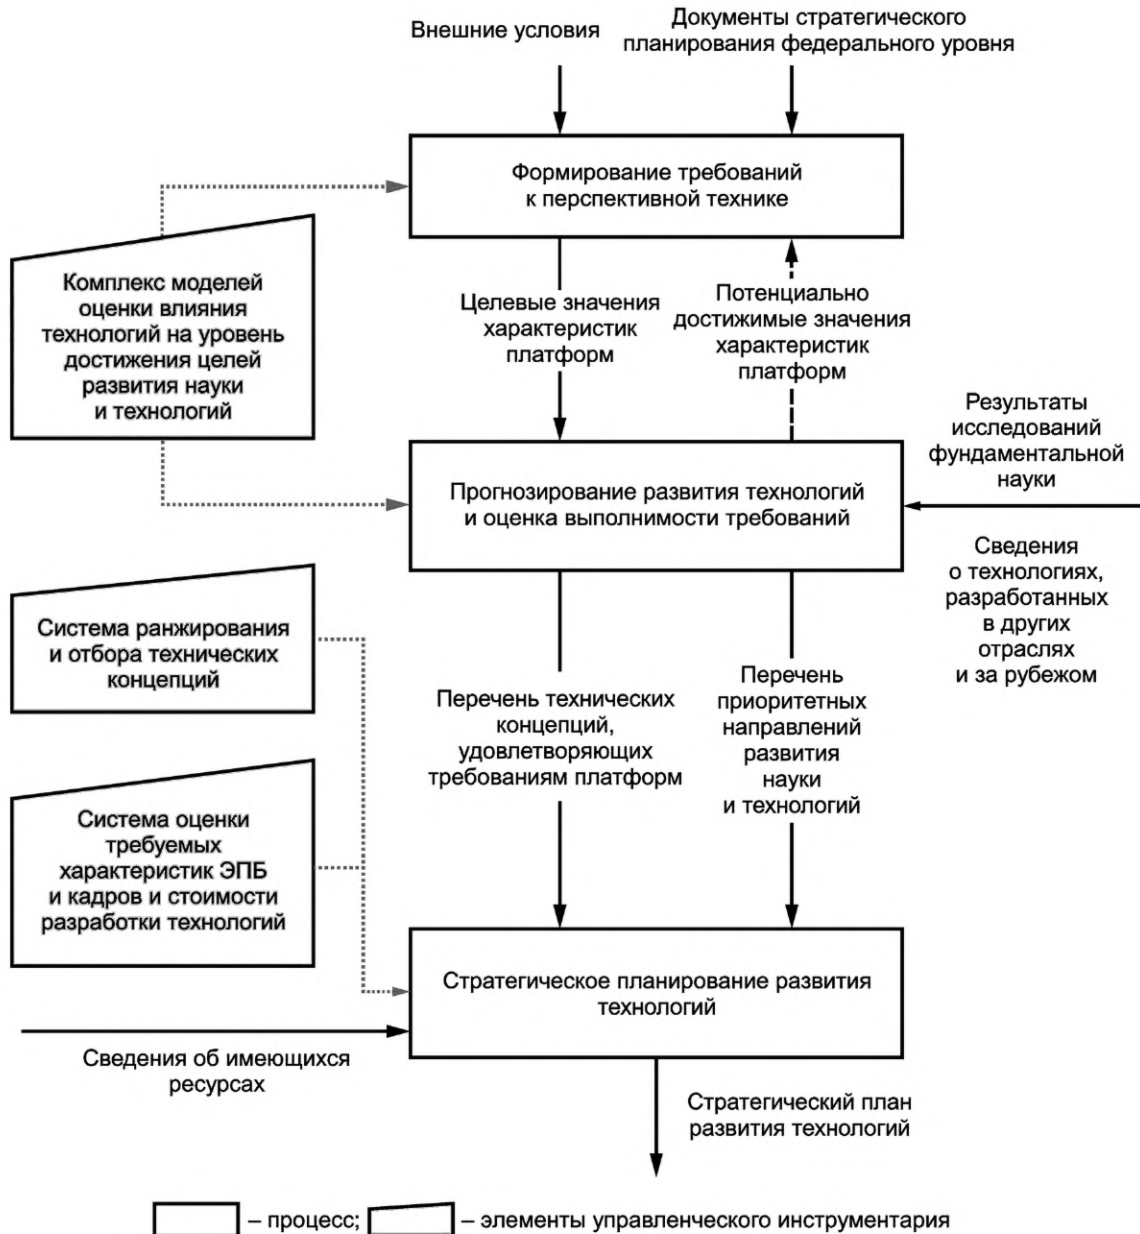 Внешние условия
Документы стратегического
планирования федерального уровня
Формирование требований
к перспективной технике
Комплекс моделей
оценки влияния
технологий на уровень
достижения целей
развития науки
и технологий
Целевые значения
характеристик
платформ
Потенциально
достижимые значения
характеристик
платформ
Результаты
исследований
фундаментальной
науки
Прогнозирование развития технологий
и оценка выполнимости требований
Сведения
о технологиях,
разработанных
в других
отраслях
и за рубежом
Система ранжирования
и отбора технических
концепций
Перечень технических
концепций,
удовлетворяющих
требованиям платформ
Перечень
приоритетных
направлений
развития
науки
и технологий
Система оценки
требуемых
характеристик ЭПБ
и кадров и стоимости
разработки технологий
Стратегическое планирование развития
технологий
Сведения об имеющихся
ресурсах
Стратегический план
развития технологий
– процесс; – элементы управленческого инструментария